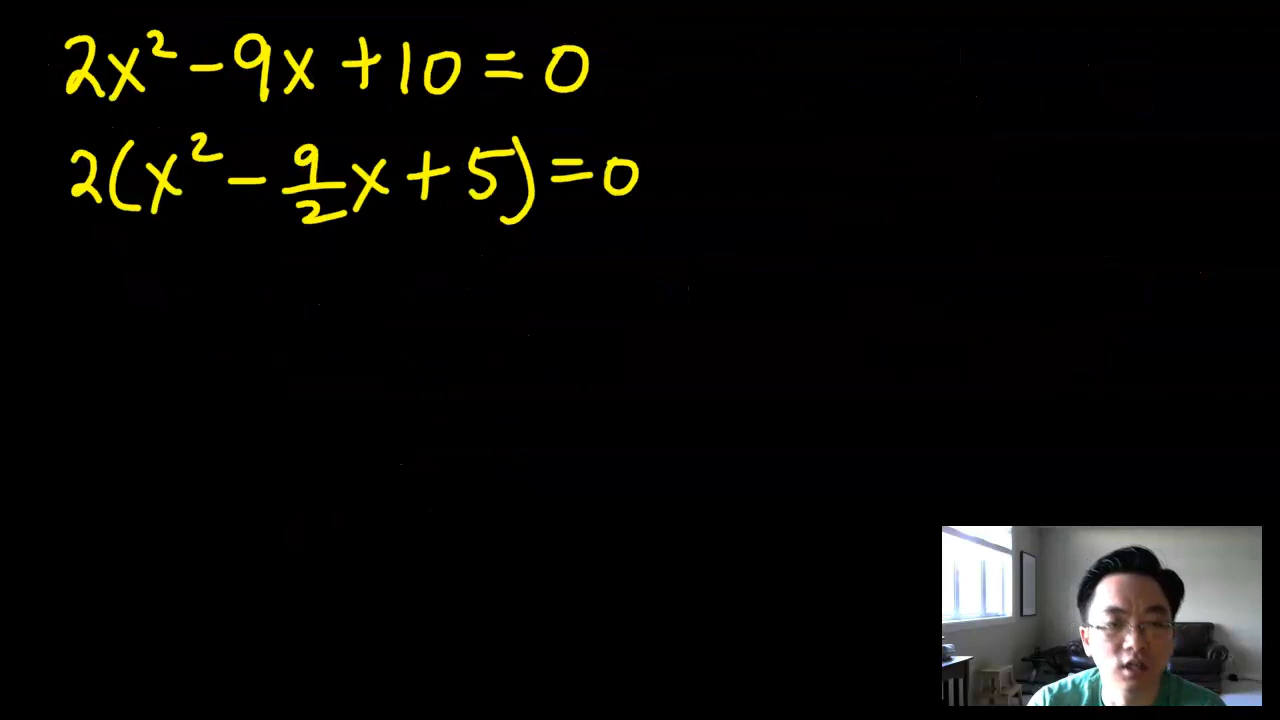 2x² - 9x + 10 = 0
2(x² - 9/2x + 5) = 0